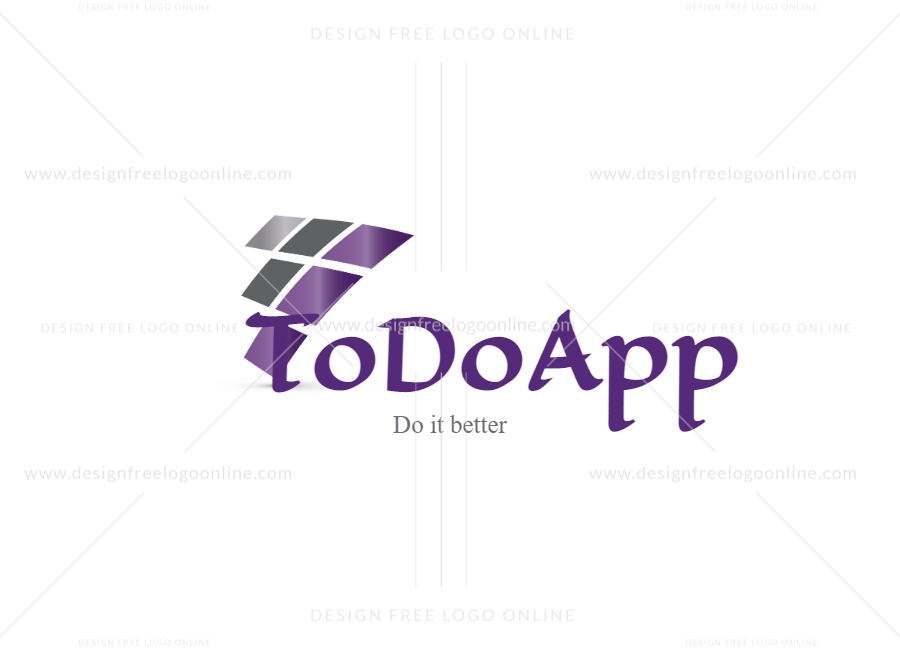 DESIGN FREE LOGO ONLINE DESIGN FREE LOGO ONLINE
DESIGN FREE LOGO ONLINE
www.designfreelogoonline.com www.designfreelogoonline.com
DESIGN FREE LOGO ONLINE www.designfreelogoonline.com DESIGN FREE LOGO ONLINE
ToDoApp
Do it better
www.designfreelogoonline.com www.designfreelogoonline.com
DESIGN FREE LOGO ONLINE
DESIGN FREE LOGO ONLINE DESIGN FREE LOGO ONLINE